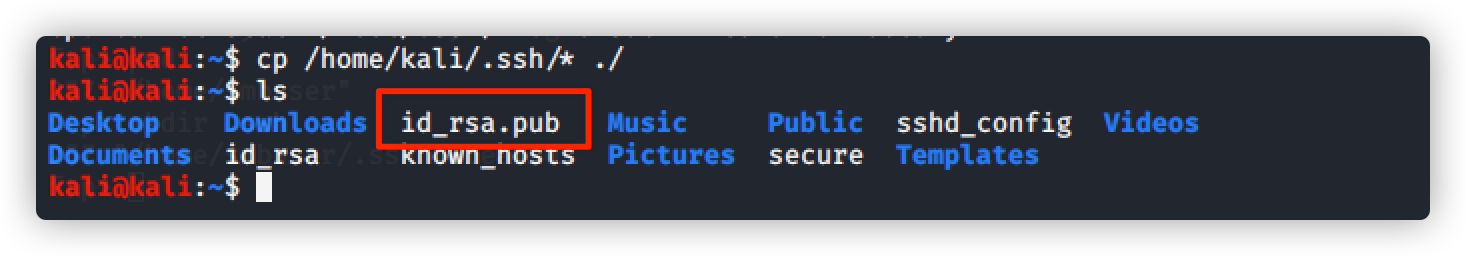 kali@kali:~$ cp /home/kali/.ssh/* ./
kali@kali:~$ ls
Desktop Downloads id_rsa.pub Music Public sshd_config Videos
Documents id_rsa known_hosts Pictures secure Templates
kali@kali:~$